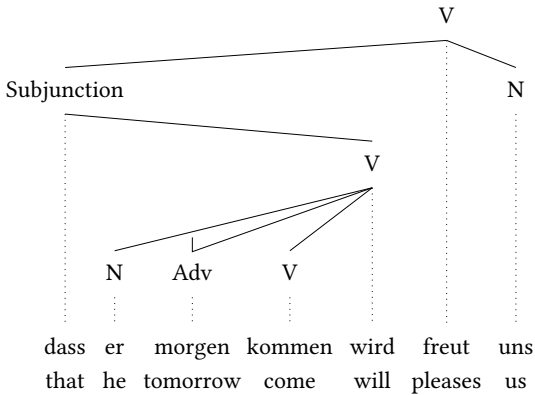 V
Subjunction N
V
N Adv V
dass er morgen kommen wird freut uns
that he tomorrow come will pleases us